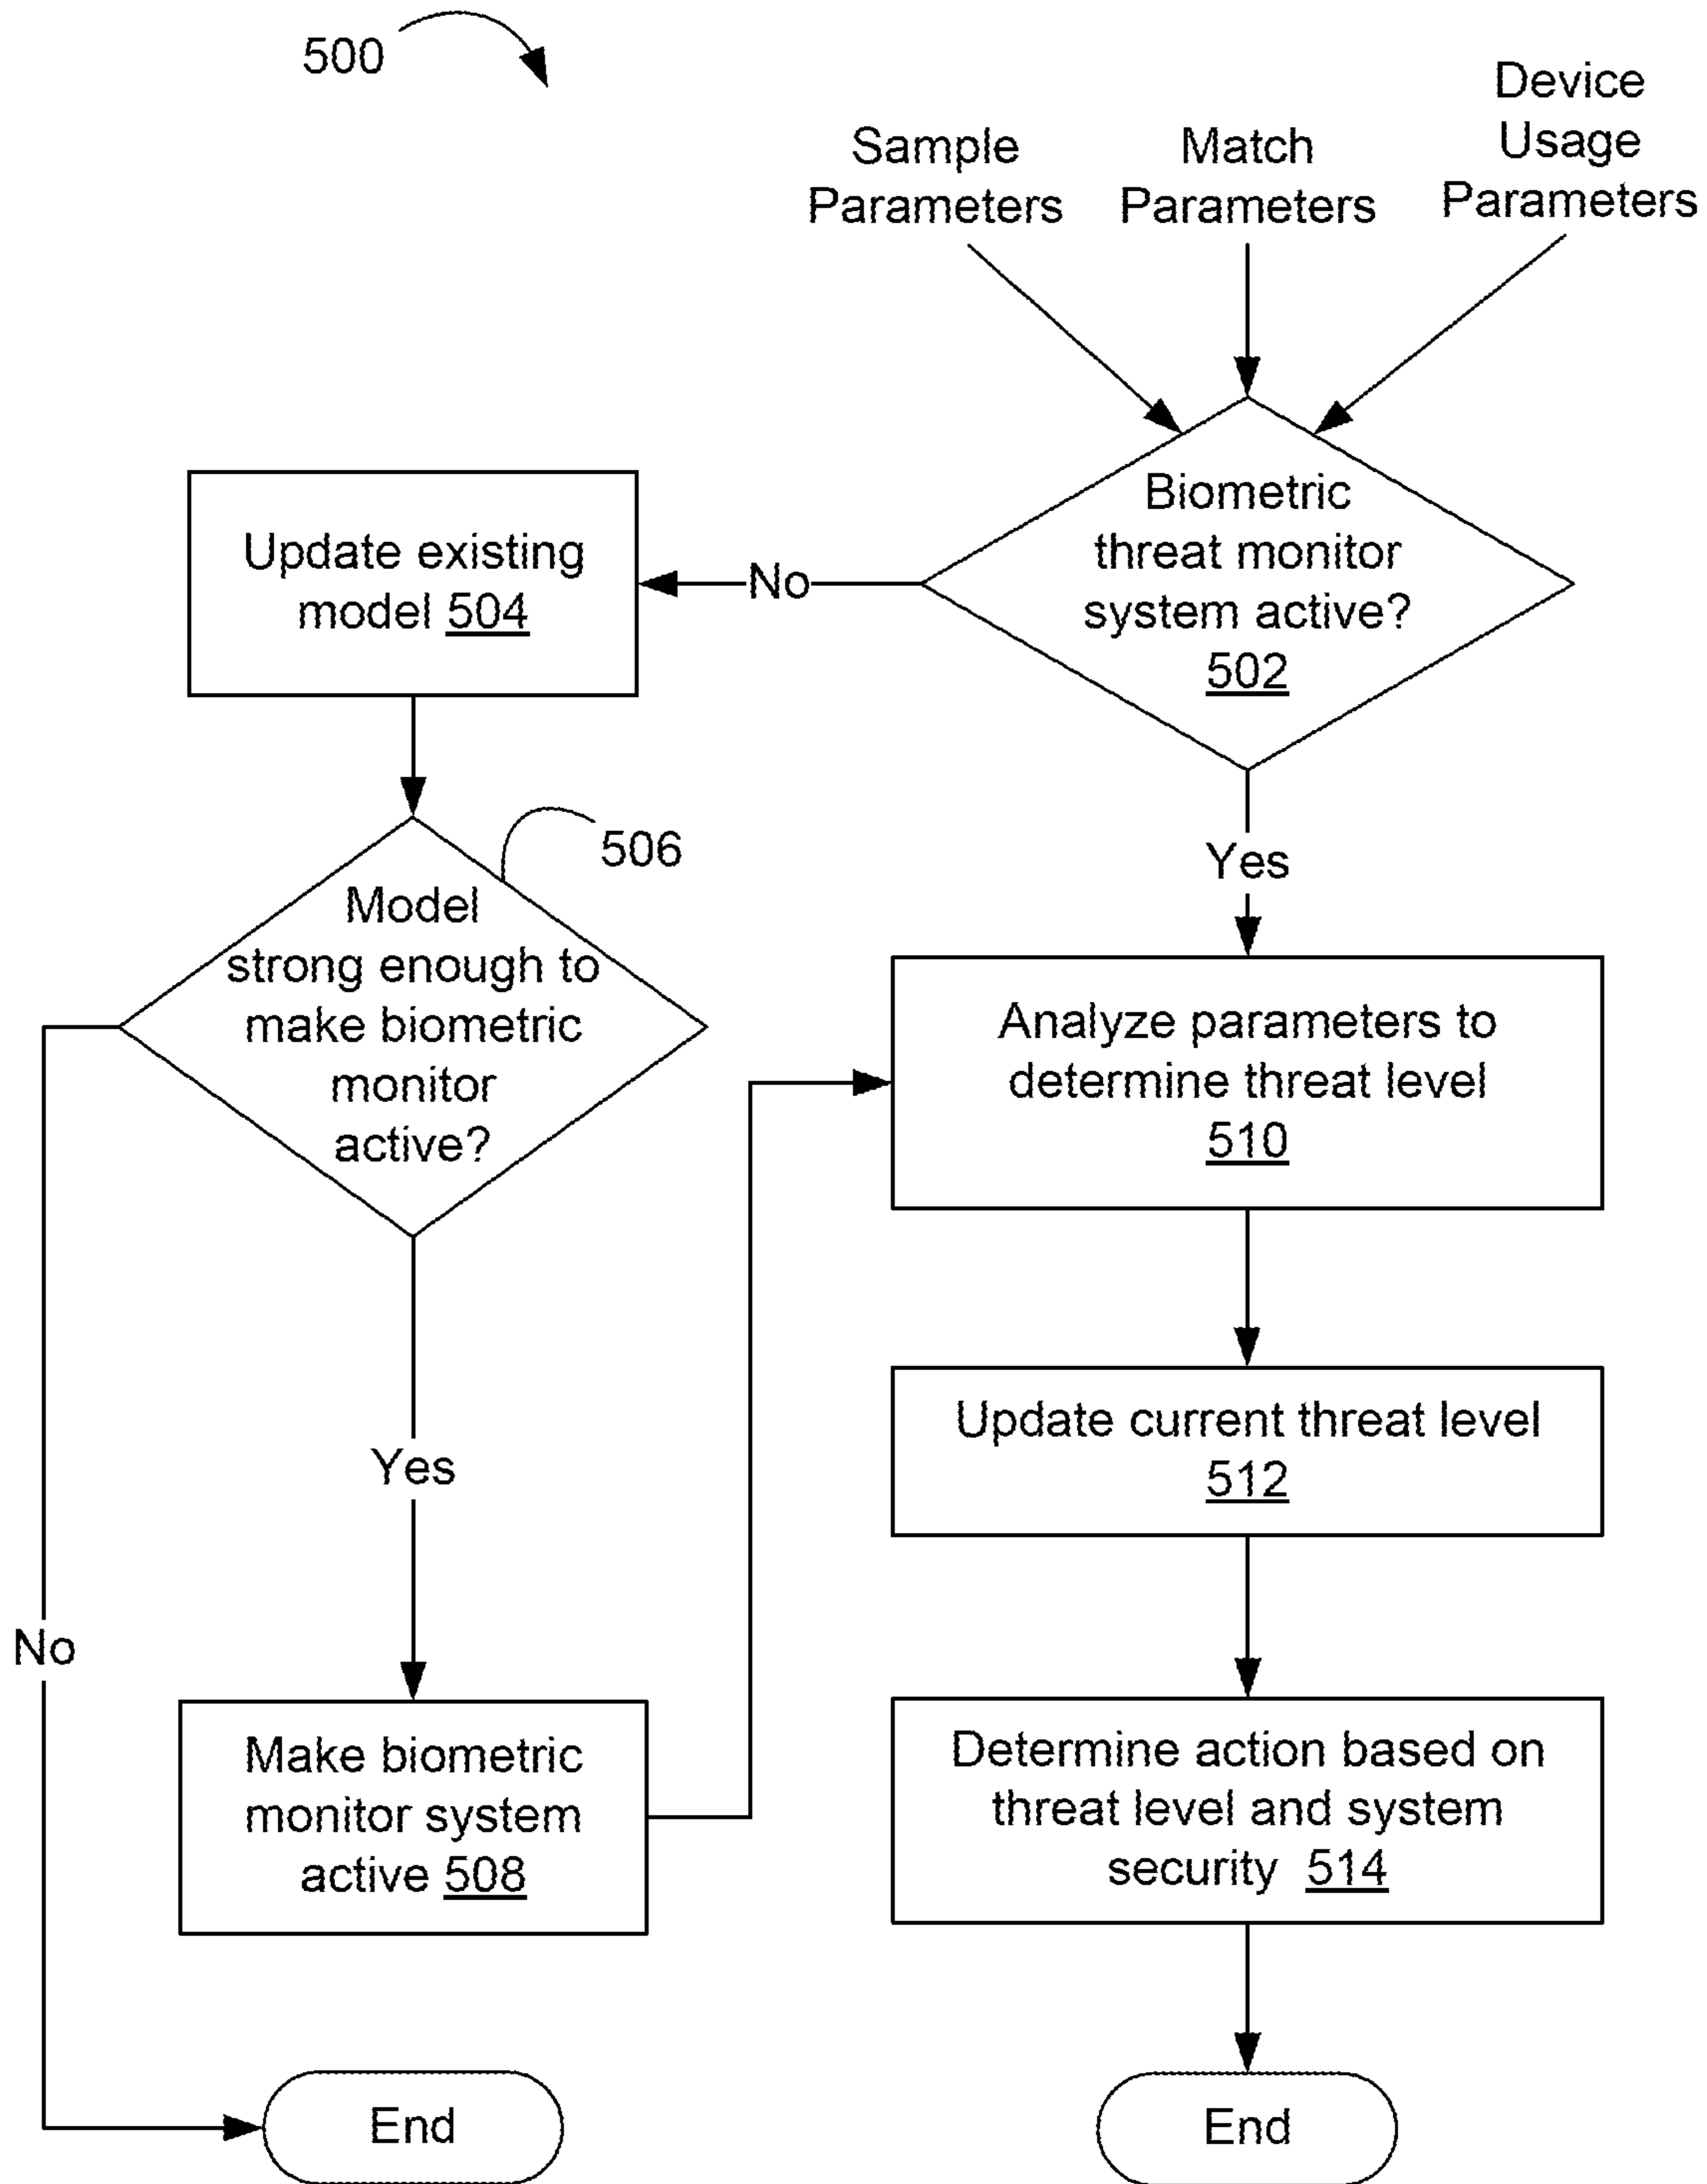 500
Device
Usage
Parameters
Sample
Parameters
Match
Parameters
Biometric
threat monitor
system active?
502
No
Update existing
model 504
506
Model
strong enough to
make biometric
monitor
active?
Yes
Analyze parameters to
determine threat level
510
Update current threat level
512
Yes
No
Make biometric
monitor system
active 508
Determine action based on
threat level and system
security 514
End
End